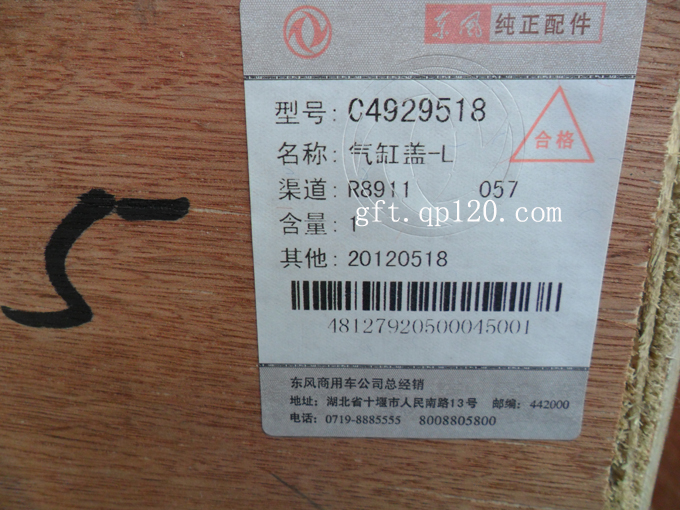 东风 纯正配件
型号: C4929518
合格
名称: 气缸盖-L
渠道: R8911 057
gft.qp120.com
含量: 1
其他: 20120518
48127920500045001
东风商用车公司总经销
地址: 湖北省十堰市人民南路13号 邮编: 442000
电话: 0719-8885555 8008805800
5